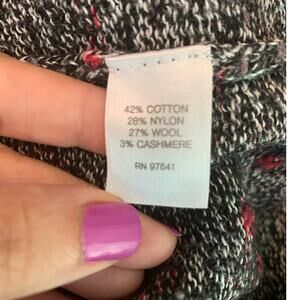 42% COTTON
28% NYLON
27% WOOL
3% CASHMERE
RN 97641